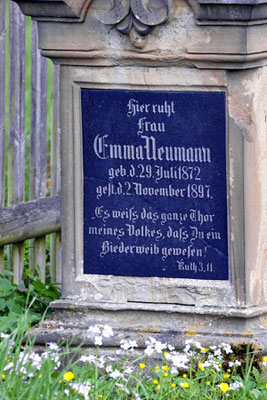 Hier ruht
Frau
Emma Neumann
geb. d. 29. Juli 1872
gest. d. 2. November 1897.
Es weiß das ganze Thor
meines Volkes, daß Du ein
Biederweib gewesen!
Ruth 3,11.